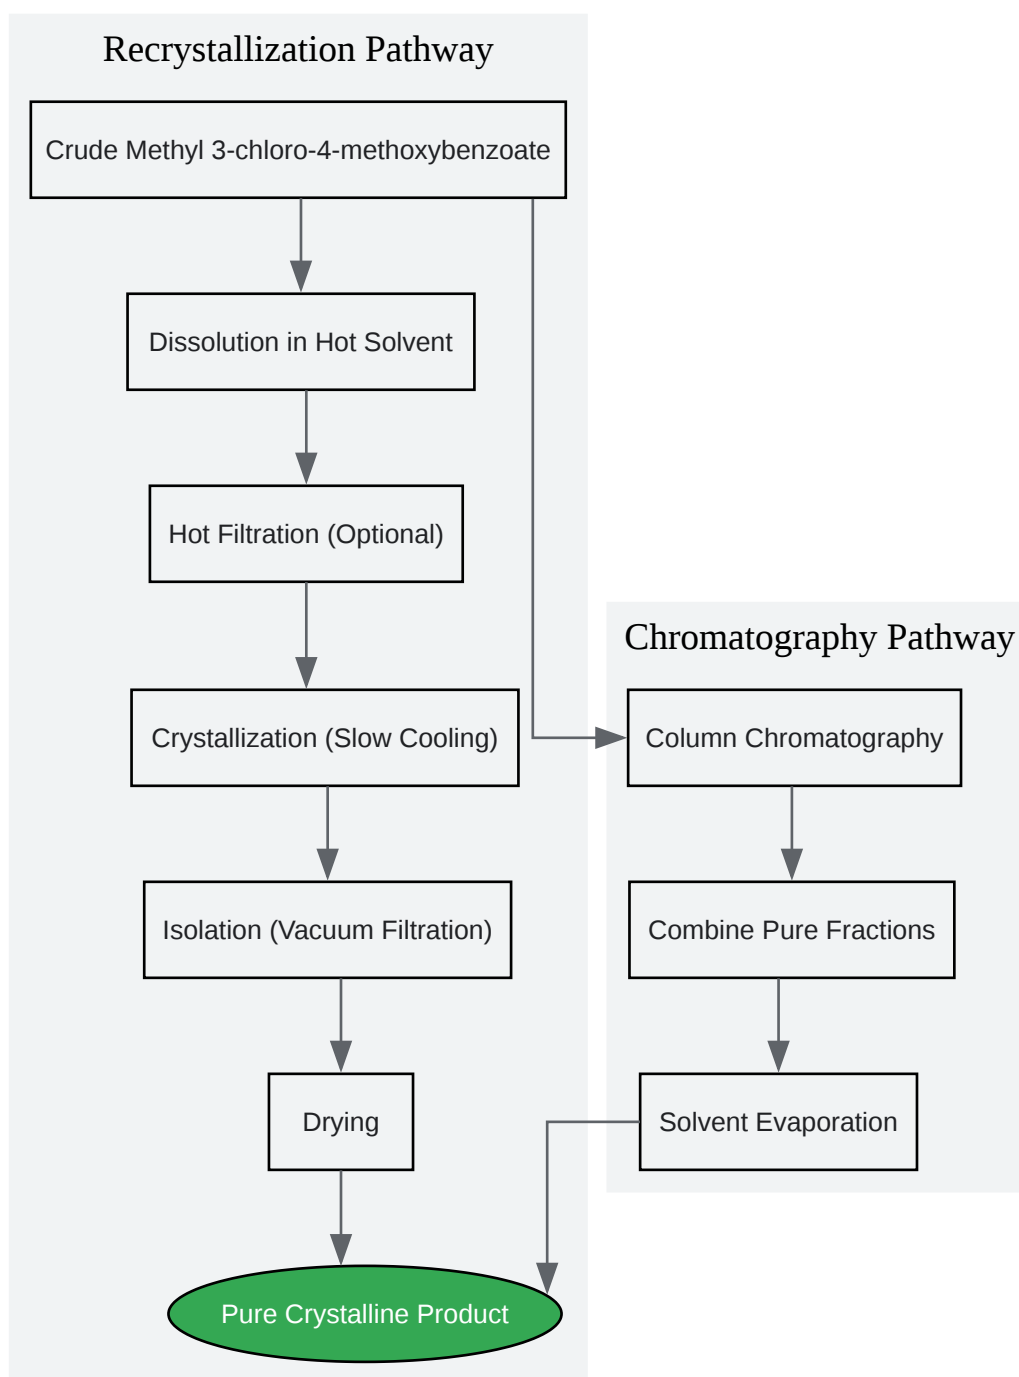 Recrystallization Pathway
Crude Methyl 3-chloro-4-methoxybenzoate
Dissolution in Hot Solvent
Hot Filtration (Optional)
Crystallization (Slow Cooling)
Isolation (Vacuum Filtration)
Drying
Pure Crystalline Product
Chromatography Pathway
Column Chromatography
Combine Pure Fractions
Solvent Evaporation